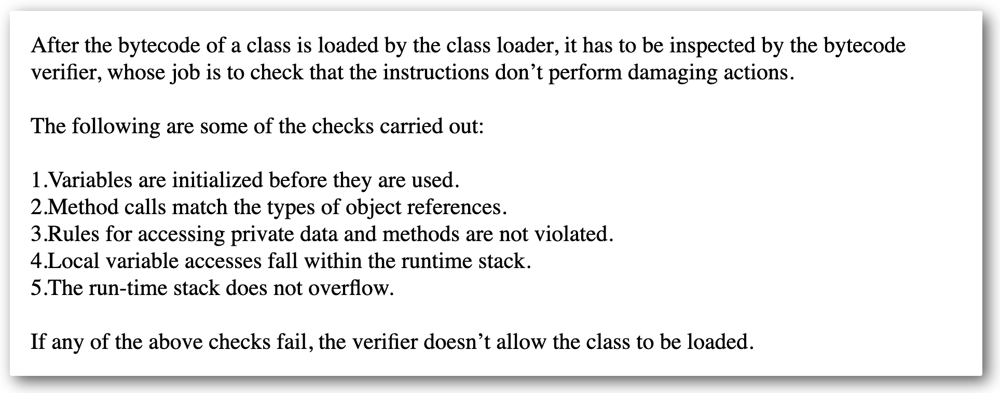 After the bytecode of a class is loaded by the class loader, it has to be inspected by the bytecode
verifier, whose job is to check that the instructions don’t perform damaging actions.
The following are some of the checks carried out:
1.Variables are initialized before they are used.
2.Method calls match the types of object references.
3.Rules for accessing private data and methods are not violated.
4.Local variable accesses fall within the runtime stack.
5.The run-time stack does not overflow.
If any of the above checks fail, the verifier doesn’t allow the class to be loaded.